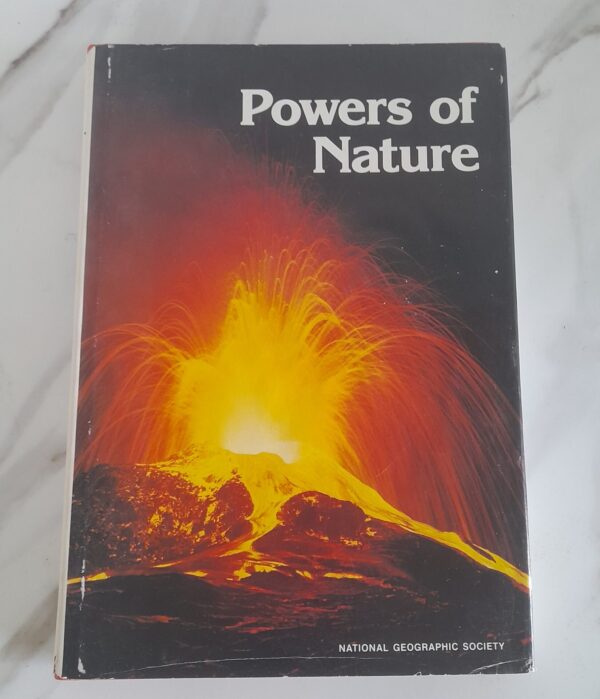 Powers of
Nature
NATIONAL GEOGRAPHIC SOCIETY